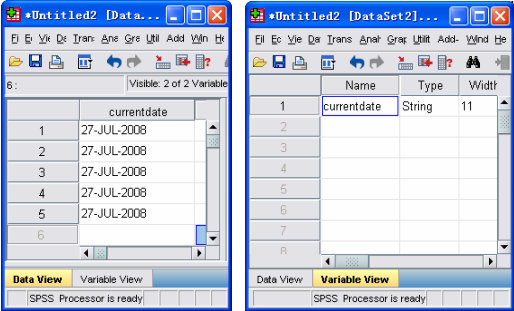 *Untitled2 [Data...
Fi E Vie De Tran: Ana Gre Util Add Win He
6 :
Visible: 2 of 2 Variable
currentdate
1 27-JUL-2008
2 27-JUL-2008
3 27-JUL-2008
4 27-JUL-2008
5 27-JUL-2008
6
Data View Variable View
SPSS Processor is ready
*Untitled2 [DataSet2]...
Fil Ec Vie Da Trans Anal Grap Utilit Add- Wind He
Name Type Width
1 currentdate String 11
2
3
4
5
6
7
8
Data View Variable View
SPSS Processor is ready